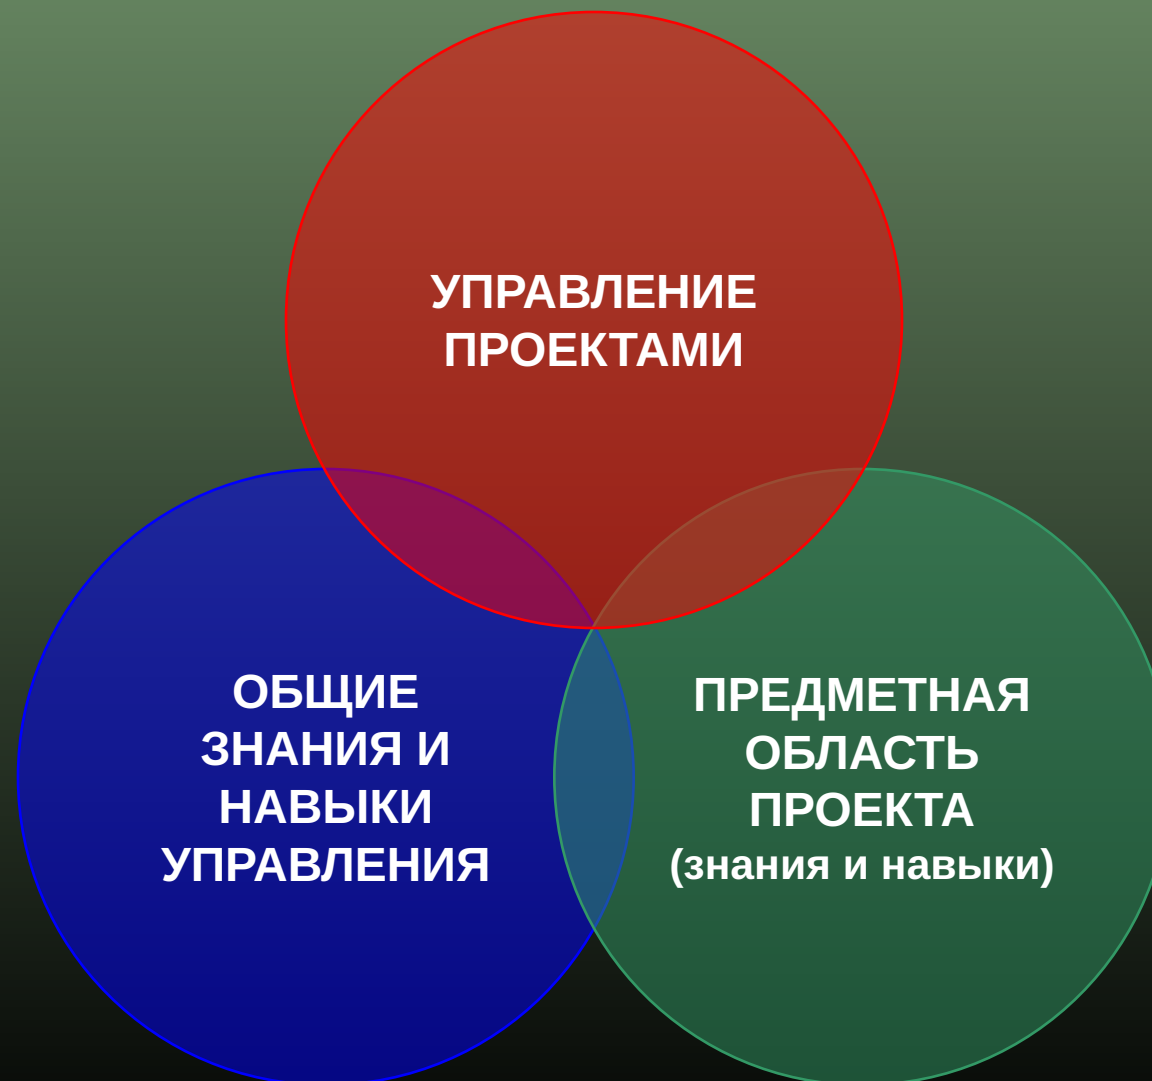 УПРАВЛЕНИЕ
ПРОЕКТАМИ
ОБЩИЕ
ЗНАНИЯ И
НАВЫКИ
УПРАВЛЕНИЯ
ПРЕДМЕТНАЯ
ОБЛАСТЬ
ПРОЕКТА
(знания и навыки)